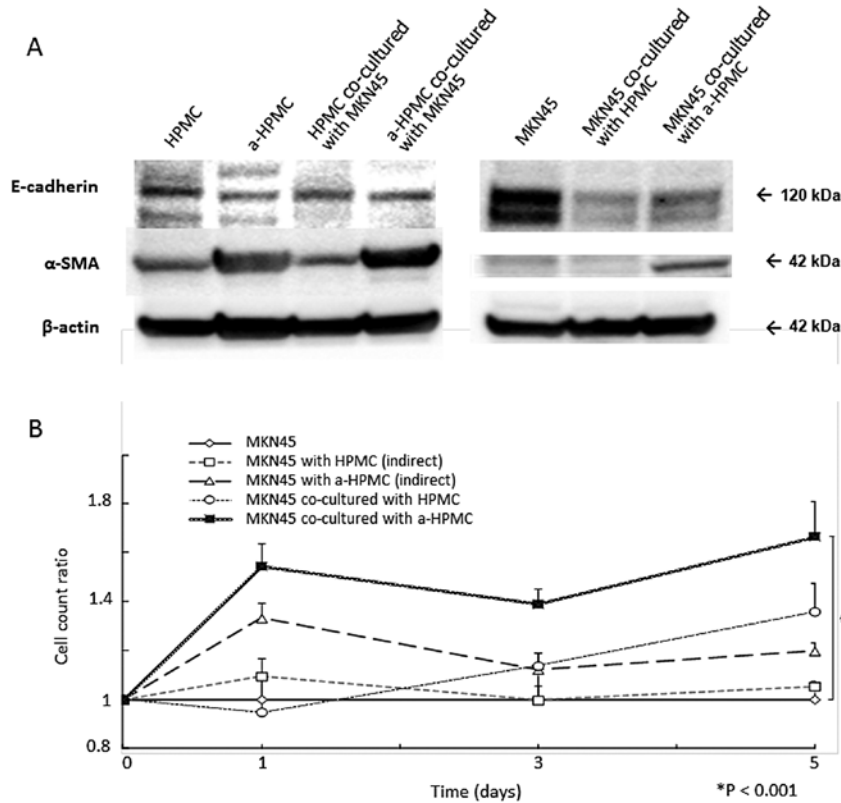 A
HPMC
a-HPMC
HPMC co-cultured
with MKN45
a-HPMC co-cultured
with MKN45
MKN45
MKN45 co-cultured
with HPMC
MKN45 co-cultured
with a-HPMC
E-cadherin
← 120 kDa
α-SMA
← 42 kDa
β-actin
← 42 kDa
B
MKN45
MKN45 with HPMC (indirect)
MKN45 with a-HPMC (indirect)
MKN45 co-cultured with HPMC
MKN45 co-cultured with a-HPMC
Cell count ratio
1.8
1.4
1
0.8
0 1 3 5
Time (days)
*P < 0.001